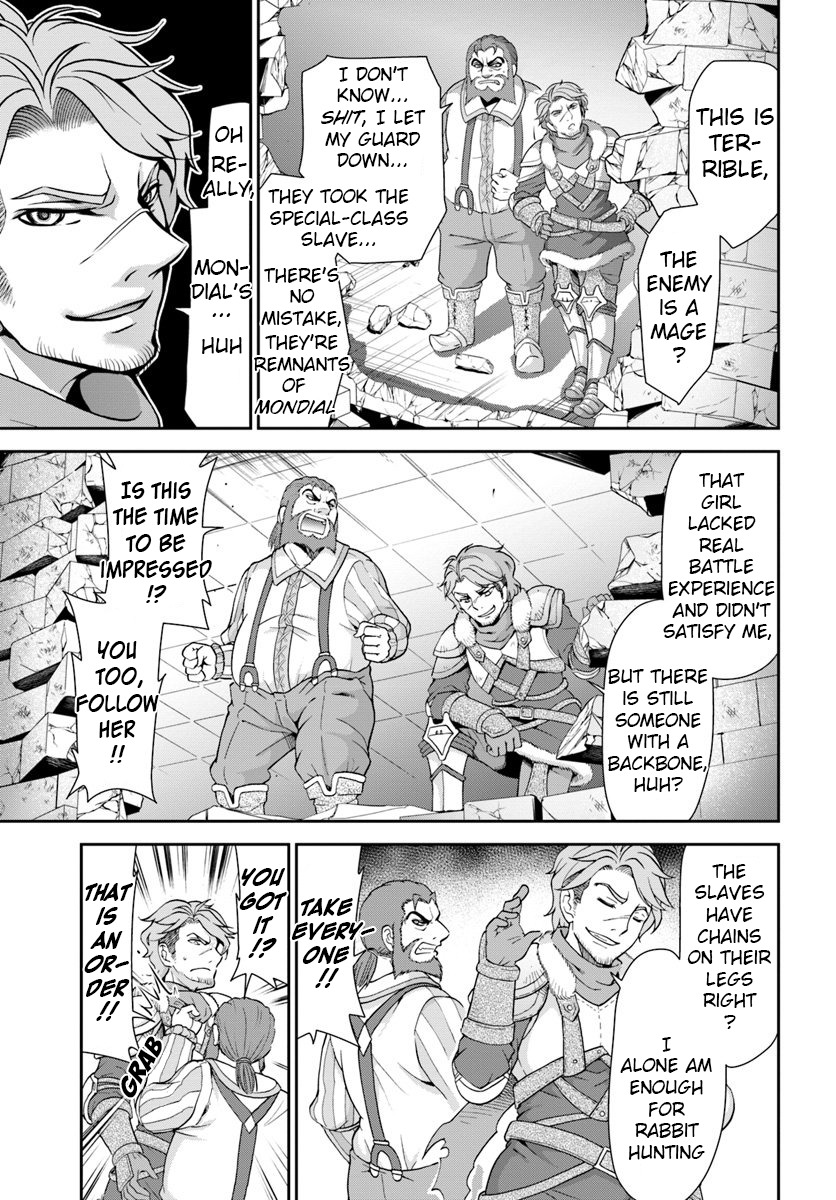 THIS IS
TER-
RIBLE,
THE
ENEMY
IS A
MAGE
?
I DON'T
KNOW...
SHIT, I LET
MY GUARD
DOWN...
THEY TOOK THE
SPECIAL-CLASS
SLAVE...
THERE'S
NO
MISTAKE,
THEY'RE
REMNANTS
OF
MONDIAL
OH
RE-
ALLY,
MON-
DIAL'S
...
HUH
THAT
GIRL
LACKED
REAL
BATTLE
EXPERIENCE
AND DIDN'T
SATISFY ME,
BUT THERE
IS STILL
SOMEONE
WITH A
BACKBONE,
HUH?
IS THIS
THE TIME
TO BE
IMPRESSED
!?
YOU
TOO,
FOLLOW
HER
!!
THE
SLAVES
HAVE
CHAINS
ON THEIR
LEGS
RIGHT
?
I
ALONE AM
ENOUGH
FOR
RABBIT
HUNTING
TAKE
EVERY-
ONE
!!
YOU
GOT
IT
!?
THAT
IS
AN
OR-
DER
!!
GRAB